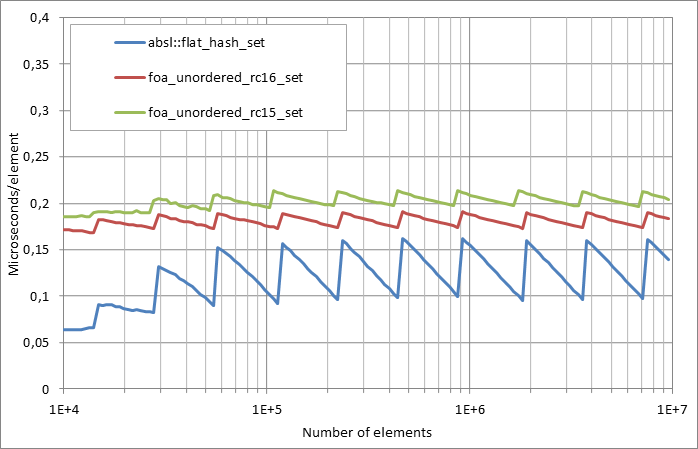 0,4
0,35
0,3
0,25
0,2
0,15
0,1
0,05
0
Microseconds/element
absl::flat_hash_set
foa_unordered_rc16_set
foa_unordered_rc15_set
1E+4 1E+5 1E+6 1E+7
Number of elements